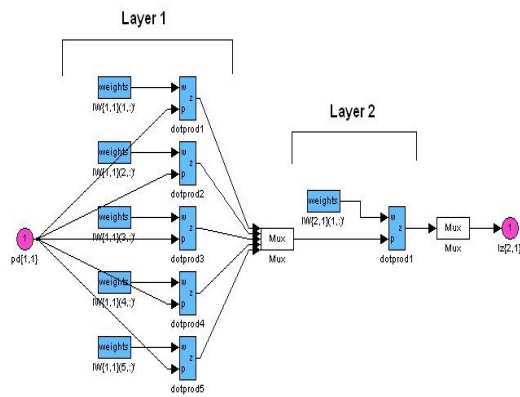 Layer 1
weights
w
z
p
IW{1,1}(1,:)'
dotprod1
weights
w
z
p
IW{1,1}(2,:)'
dotprod2
weights
w
z
p
IW{1,1}(3,:)'
dotprod3
weights
w
z
p
IW{1,1}(4,:)'
dotprod4
weights
w
z
p
IW{1,1}(5,:)'
dotprod5
1
pd{1,1}
Mux
Mux
Layer 2
weights
IW{2,1}(1,:)'
w
z
p
dotprod1
Mux
Mux
1
lz{2,1}